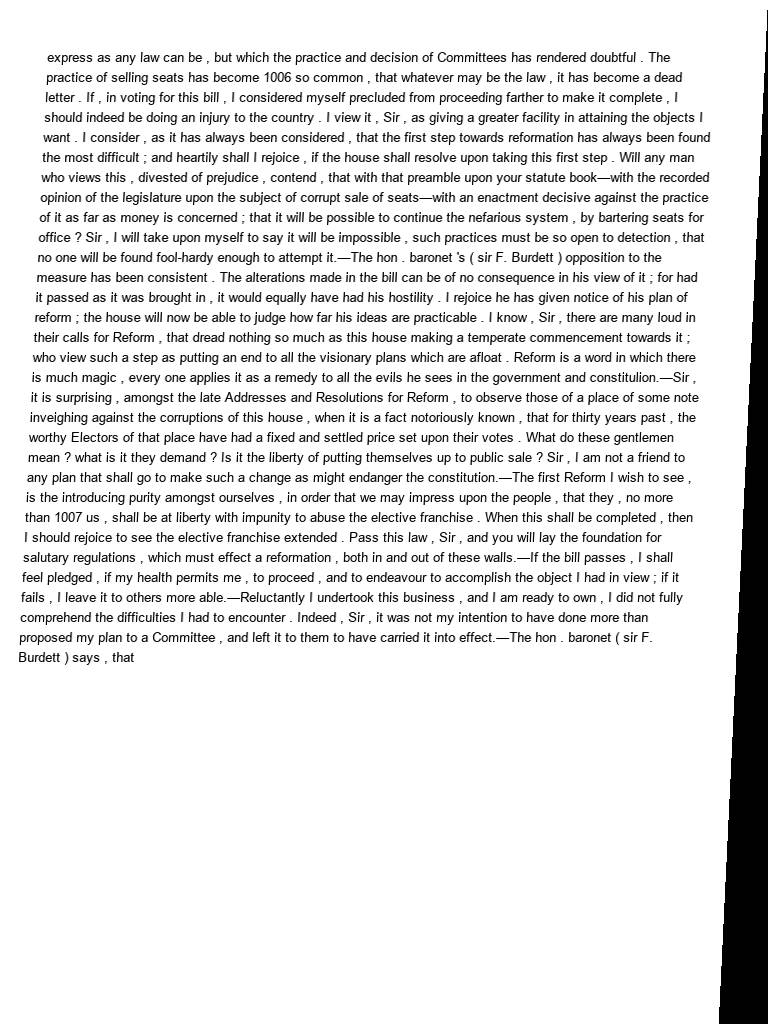 express as any law can be , but which the practice and decision of Committees has rendered doubtful . The
practice of selling seats has become 1006 so common , that whatever may be the law , it has become a dead
letter . If , in voting for this bill , I considered myself precluded from proceeding farther to make it complete , I
should indeed be doing an injury to the country . I view it , Sir , as giving a greater facility in attaining the objects I
want . I consider , as it has always been considered , that the first step towards reformation has always been found
the most difficult ; and heartily shall I rejoice , if the house shall resolve upon taking this first step . Will any man
who views this , divested of prejudice , contend , that with that preamble upon your statute book—with the recorded
opinion of the legislature upon the subject of corrupt sale of seats—with an enactment decisive against the practice
of it as far as money is concerned ; that it will be possible to continue the nefarious system , by bartering seats for
office ? Sir , I will take upon myself to say it will be impossible , such practices must be so open to detection , that
no one will be found fool-hardy enough to attempt it.—The hon . baronet 's ( sir F. Burdett ) opposition to the
measure has been consistent . The alterations made in the bill can be of no consequence in his view of it ; for had
it passed as it was brought in , it would equally have had his hostility . I rejoice he has given notice of his plan of
reform ; the house will now be able to judge how far his ideas are practicable . I know , Sir , there are many loud in
their calls for Reform , that dread nothing so much as this house making a temperate commencement towards it ;
who view such a step as putting an end to all the visionary plans which are afloat . Reform is a word in which there
is much magic , every one applies it as a remedy to all the evils he sees in the government and constitulion.—Sir ,
it is surprising , amongst the late Addresses and Resolutions for Reform , to observe those of a place of some note
inveighing against the corruptions of this house , when it is a fact notoriously known , that for thirty years past , the
worthy Electors of that place have had a fixed and settled price set upon their votes . What do these gentlemen
mean ? what is it they demand ? Is it the liberty of putting themselves up to public sale ? Sir , I am not a friend to
any plan that shall go to make such a change as might endanger the constitution.—The first Reform I wish to see ,
is the introducing purity amongst ourselves , in order that we may impress upon the people , that they , no more
than 1007 us , shall be at liberty with impunity to abuse the elective franchise . When this shall be completed , then
I should rejoice to see the elective franchise extended . Pass this law , Sir , and you will lay the foundation for
salutary regulations , which must effect a reformation , both in and out of these walls.—If the bill passes , I shall
feel pledged , if my health permits me , to proceed , and to endeavour to accomplish the object I had in view ; if it
fails , I leave it to others more able.—Reluctantly I undertook this business , and I am ready to own , I did not fully
comprehend the difficulties I had to encounter . Indeed , Sir , it was not my intention to have done more than
proposed my plan to a Committee , and left it to them to have carried it into effect.—The hon . baronet ( sir F.
Burdett ) says , that